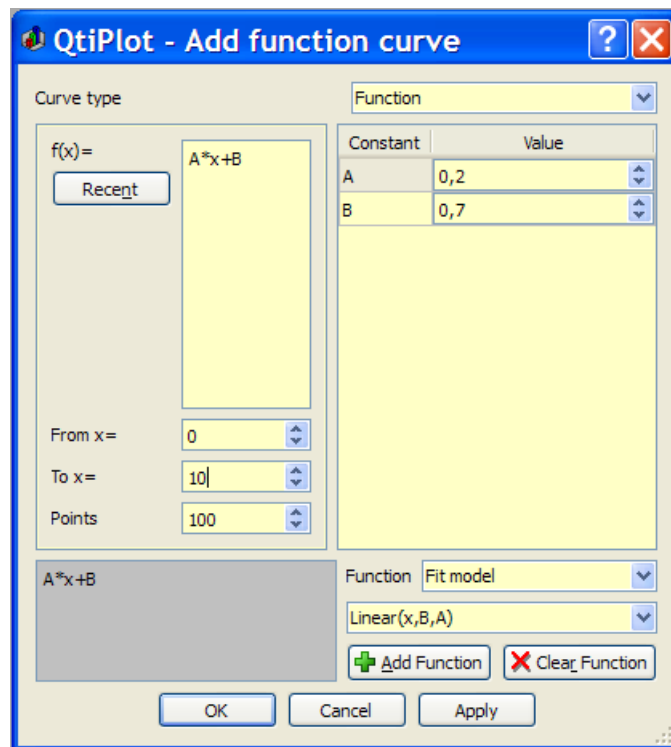 QtiPlot - Add function curve
Curve type
Function
f(x)=
A*x+B
Recent
Constant Value
A 0,2
B 0,7
From x= 0
To x= 10
Points 100
A*x+B
Function Fit model
Linear(x,B,A)
Add Function Clear Function
OK Cancel Apply